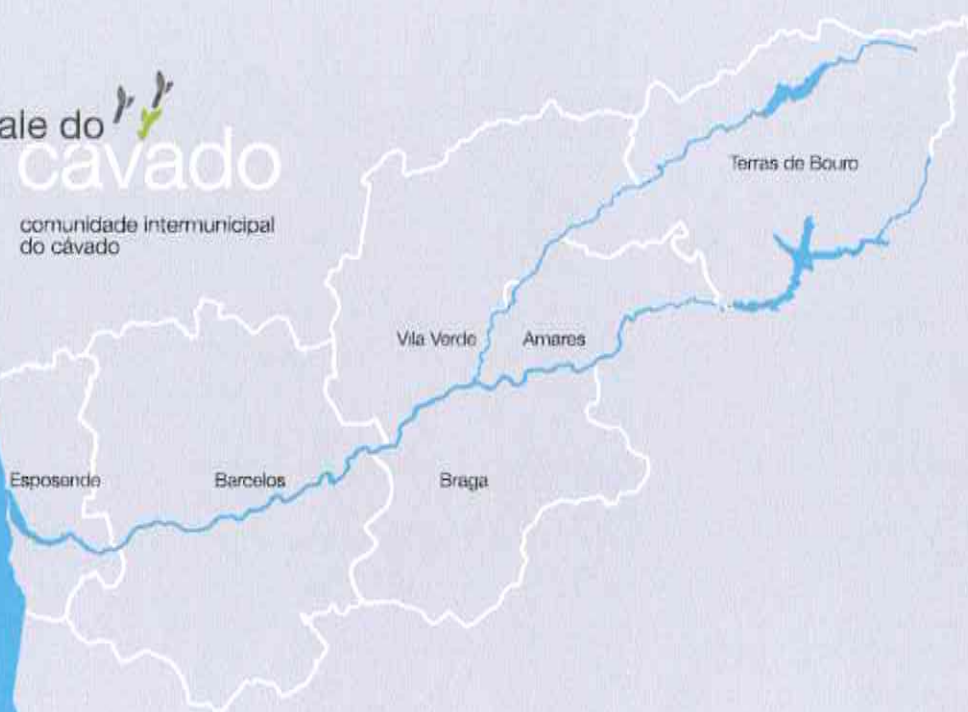 ale do
cávado
comunidade intermunicipal
do cávado
Terras de Bouro
Vila Verde
Amares
Esposende
Barcelos
Braga